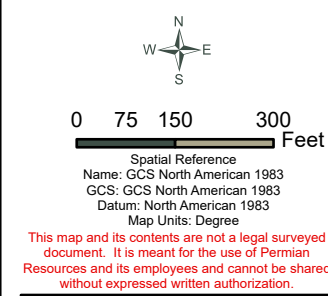 N
W E
S
0 75 150 300
Feet
Spatial Reference
Name: GCS North American 1983
GCS: GCS North American 1983
Datum: North American 1983
Map Units: Degree
This map and its contents are not a legal surveyed
document. It is meant for the use of Permian
Resources and its employees and cannot be shared
without expressed written authorization.